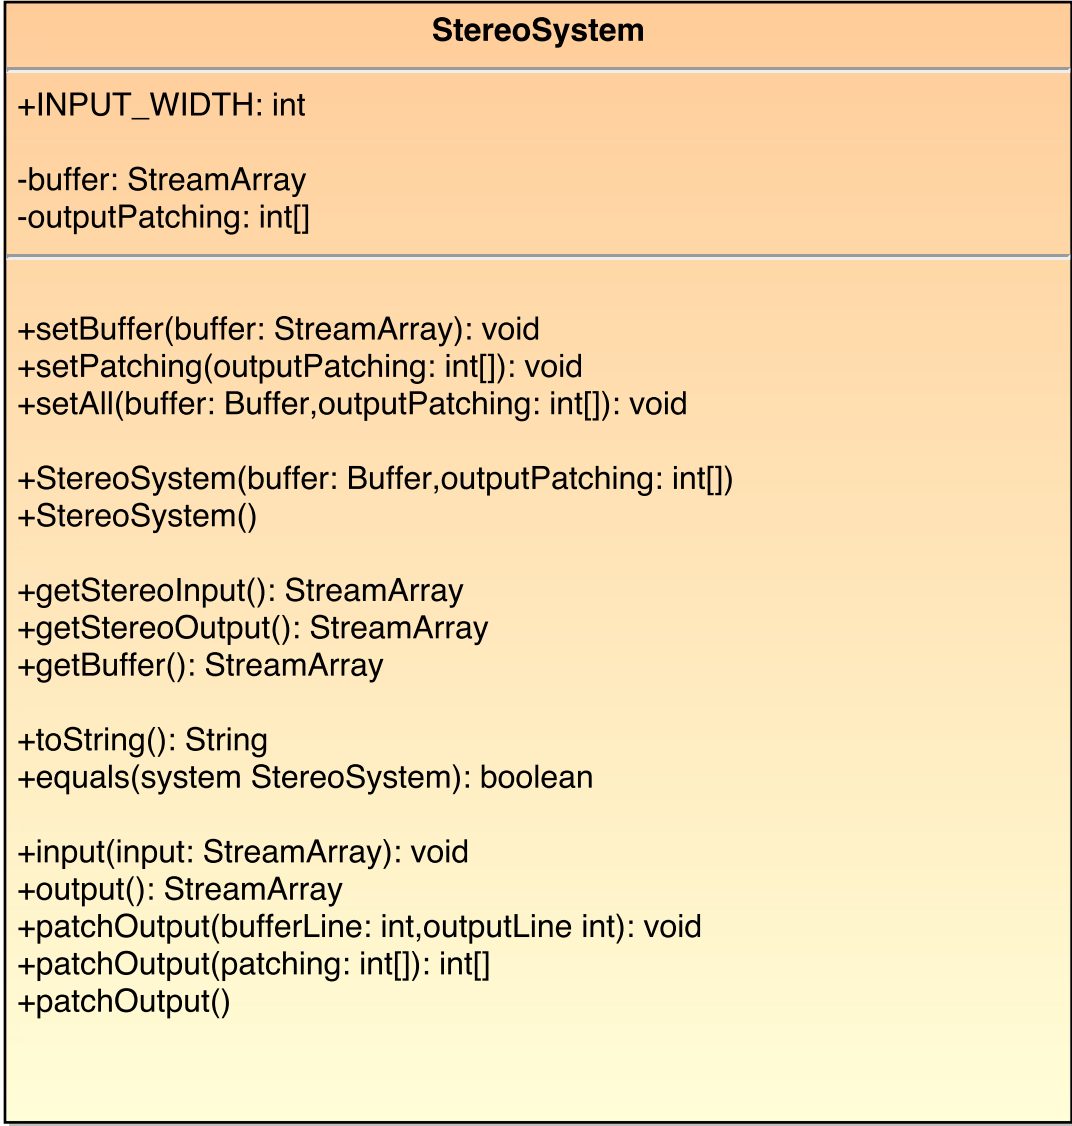 StereoSystem
+INPUT_WIDTH: int
-buffer: StreamArray
-outputPatching: int[]
+setBuffer(buffer: StreamArray): void
+setPatching(outputPatching: int[]): void
+setAll(buffer: Buffer,outputPatching: int[]): void
+StereoSystem(buffer: Buffer,outputPatching: int[])
+StereoSystem()
+getStereoInput(): StreamArray
+getStereoOutput(): StreamArray
+getBuffer(): StreamArray
+toString(): String
+equals(system StereoSystem): boolean
+input(input: StreamArray): void
+output(): StreamArray
+patchOutput(bufferLine: int,outputLine int): void
+patchOutput(patching: int[]): int[]
+patchOutput()